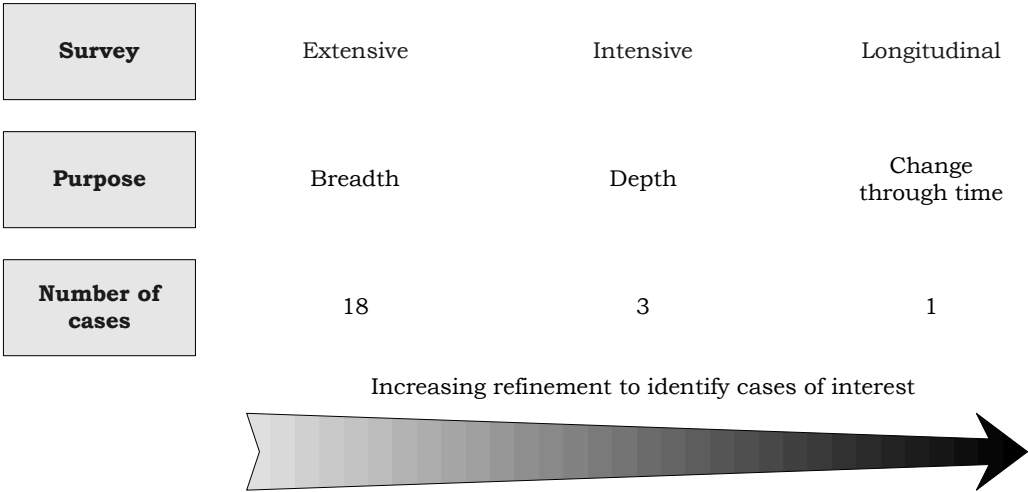 Survey Extensive Intensive Longitudinal
Purpose Breadth Depth Change
through time
Number of
cases 18 3 1
Increasing refinement to identify cases of interest